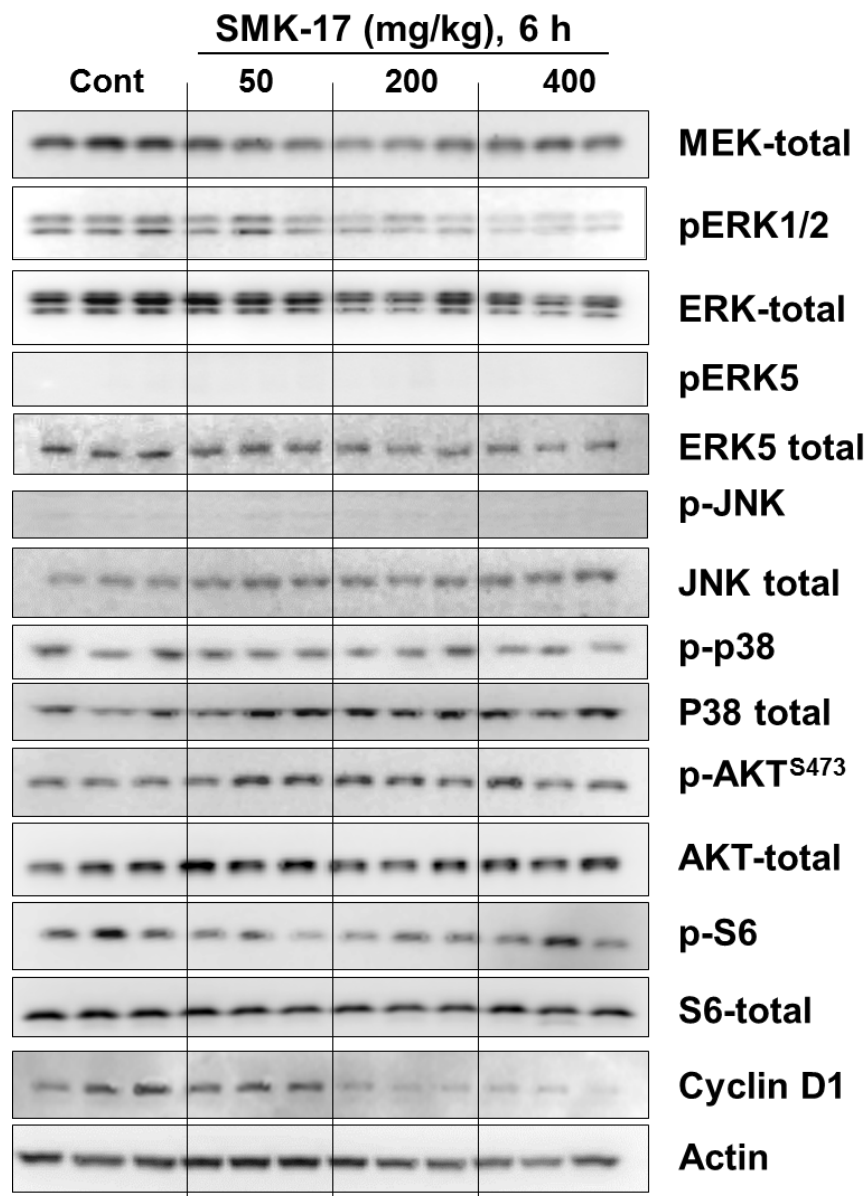 SMK-17 (mg/kg), 6 h
Cont 50 200 400
MEK-total
pERK1/2
ERK-total
pERK5
ERK5 total
p-JNK
JNK total
p-p38
P38 total
p-AKTS473
AKT-total
p-S6
S6-total
Cyclin D1
Actin